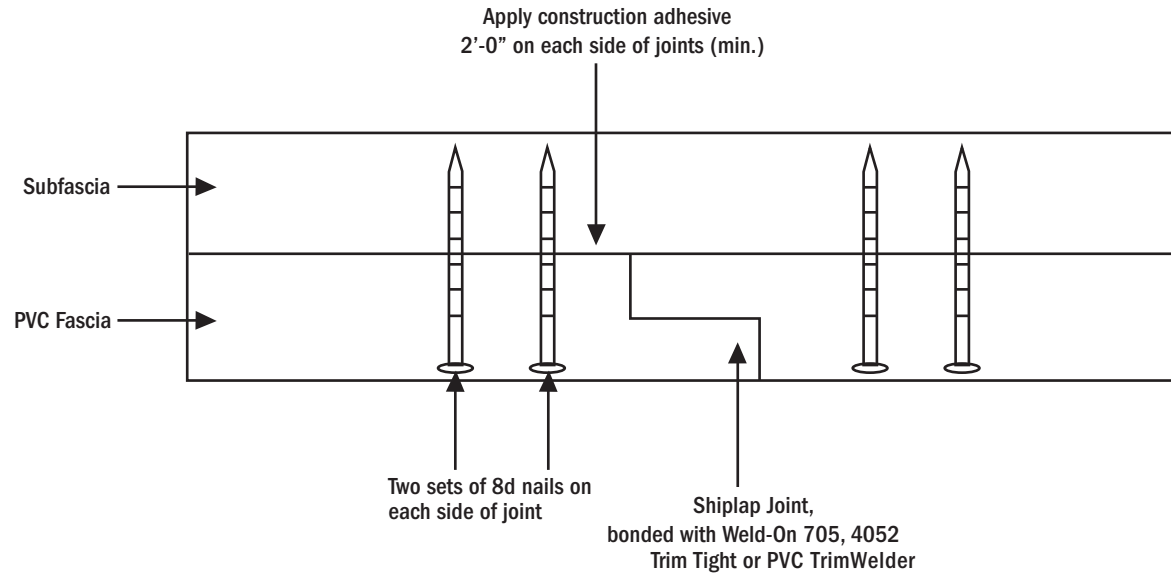 Apply construction adhesive
2’-0” on each side of joints (min.)
Subfascia
PVC Fascia
Two sets of 8d nails on
each side of joint
Shiplap Joint,
bonded with Weld-On 705, 4052
Trim Tight or PVC TrimWelder